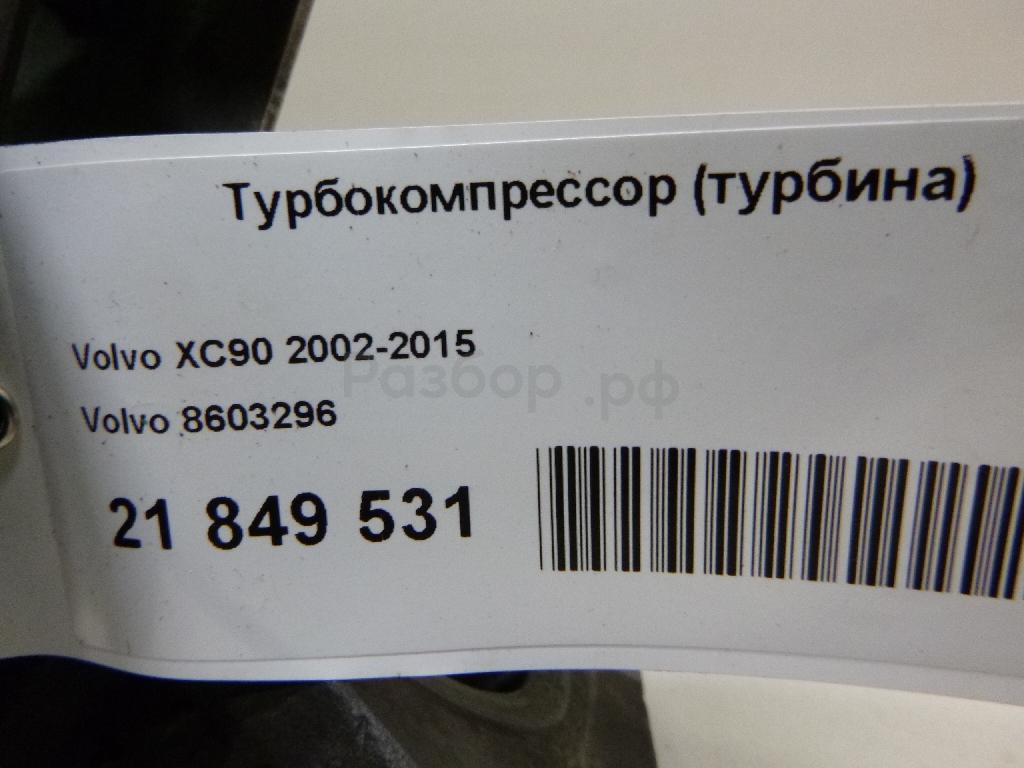 Турбокомпрессор (турбина)
Volvo XC90 2002-2015
Разбор.рф
Volvo 8603296
21 849 531